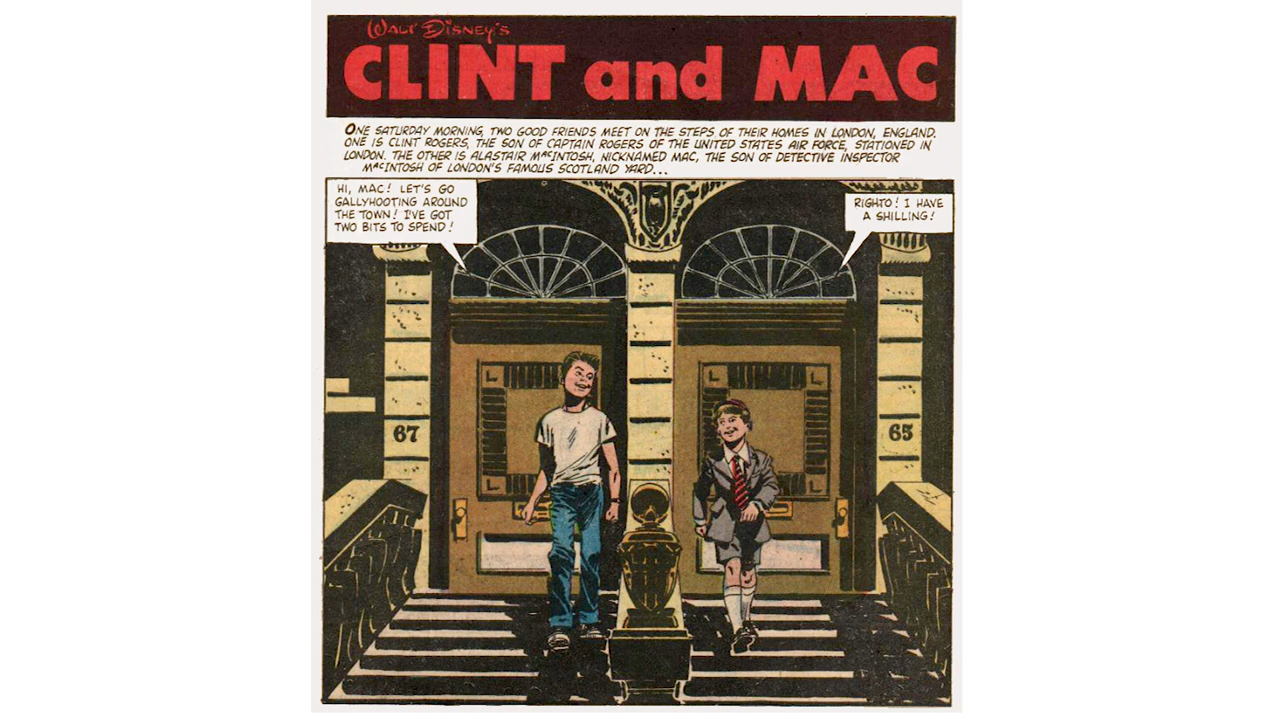 Walt Disney's
CLINT and MAC
ONE SATURDAY MORNING, TWO GOOD FRIENDS MEET ON THE STEPS OF THEIR HOMES IN LONDON, ENGLAND.
ONE IS CLINT ROGERS, THE SON OF CAPTAIN ROGERS OF THE UNITED STATES AIR FORCE, STATIONED IN
LONDON. THE OTHER IS ALASTAIR MACINTOSH, NICKNAMED MAC, THE SON OF DETECTIVE INSPECTOR
MACINTOSH OF LONDON'S FAMOUS SCOTLAND YARD...
HI, MAC! LET'S GO
GALLYHOOTING AROUND
THE TOWN! I'VE GOT
TWO BITS TO SPEND!
RIGHTO! I HAVE
A SHILLING!
67
65